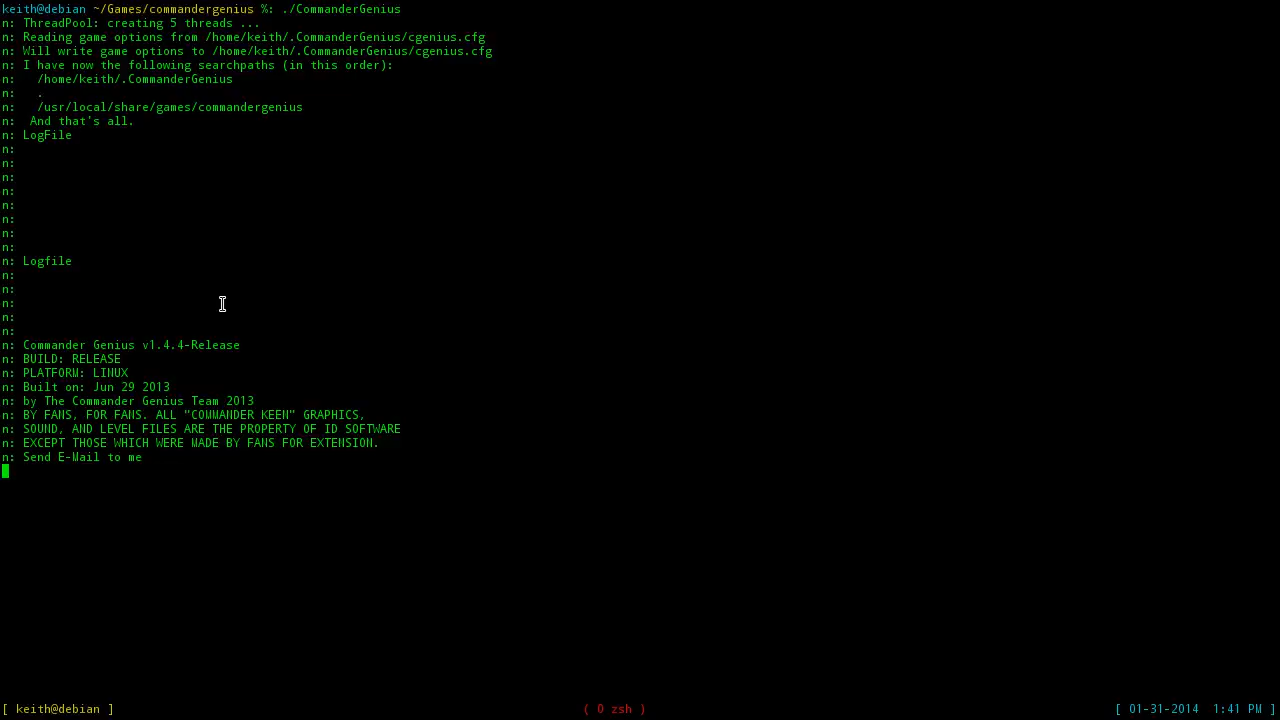 keith@debian ~/Games/commandergenius %: ./CommanderGenius
n: ThreadPool: creating 5 threads ...
n: Reading game options from /home/keith/.CommanderGenius/cgenius.cfg
n: Will write game options to /home/keith/.CommanderGenius/cgenius.cfg
n: I have now the following searchpaths (in this order):
n:   /home/keith/.CommanderGenius
n:   .
n:   /usr/local/share/games/commandergenius
n:  And that's all.
n: LogFile
n:
n:
n:
n:
n:
n:
n:
n:
n: Logfile
n:
n:
n:
n:
n:
n: Commander Genius v1.4.4-Release
n: BUILD: RELEASE
n: PLATFORM: LINUX
n: Built on: Jun 29 2013
n: by The Commander Genius Team 2013
n: BY FANS, FOR FANS. ALL "COMMANDER KEEN" GRAPHICS,
n: SOUND, AND LEVEL FILES ARE THE PROPERTY OF ID SOFTWARE
n: EXCEPT THOSE WHICH WERE MADE BY FANS FOR EXTENSION.
n: Send E-Mail to me
[ keith@debian ] ( 0 zsh ) [ 01-31-2014  1:41 PM ]